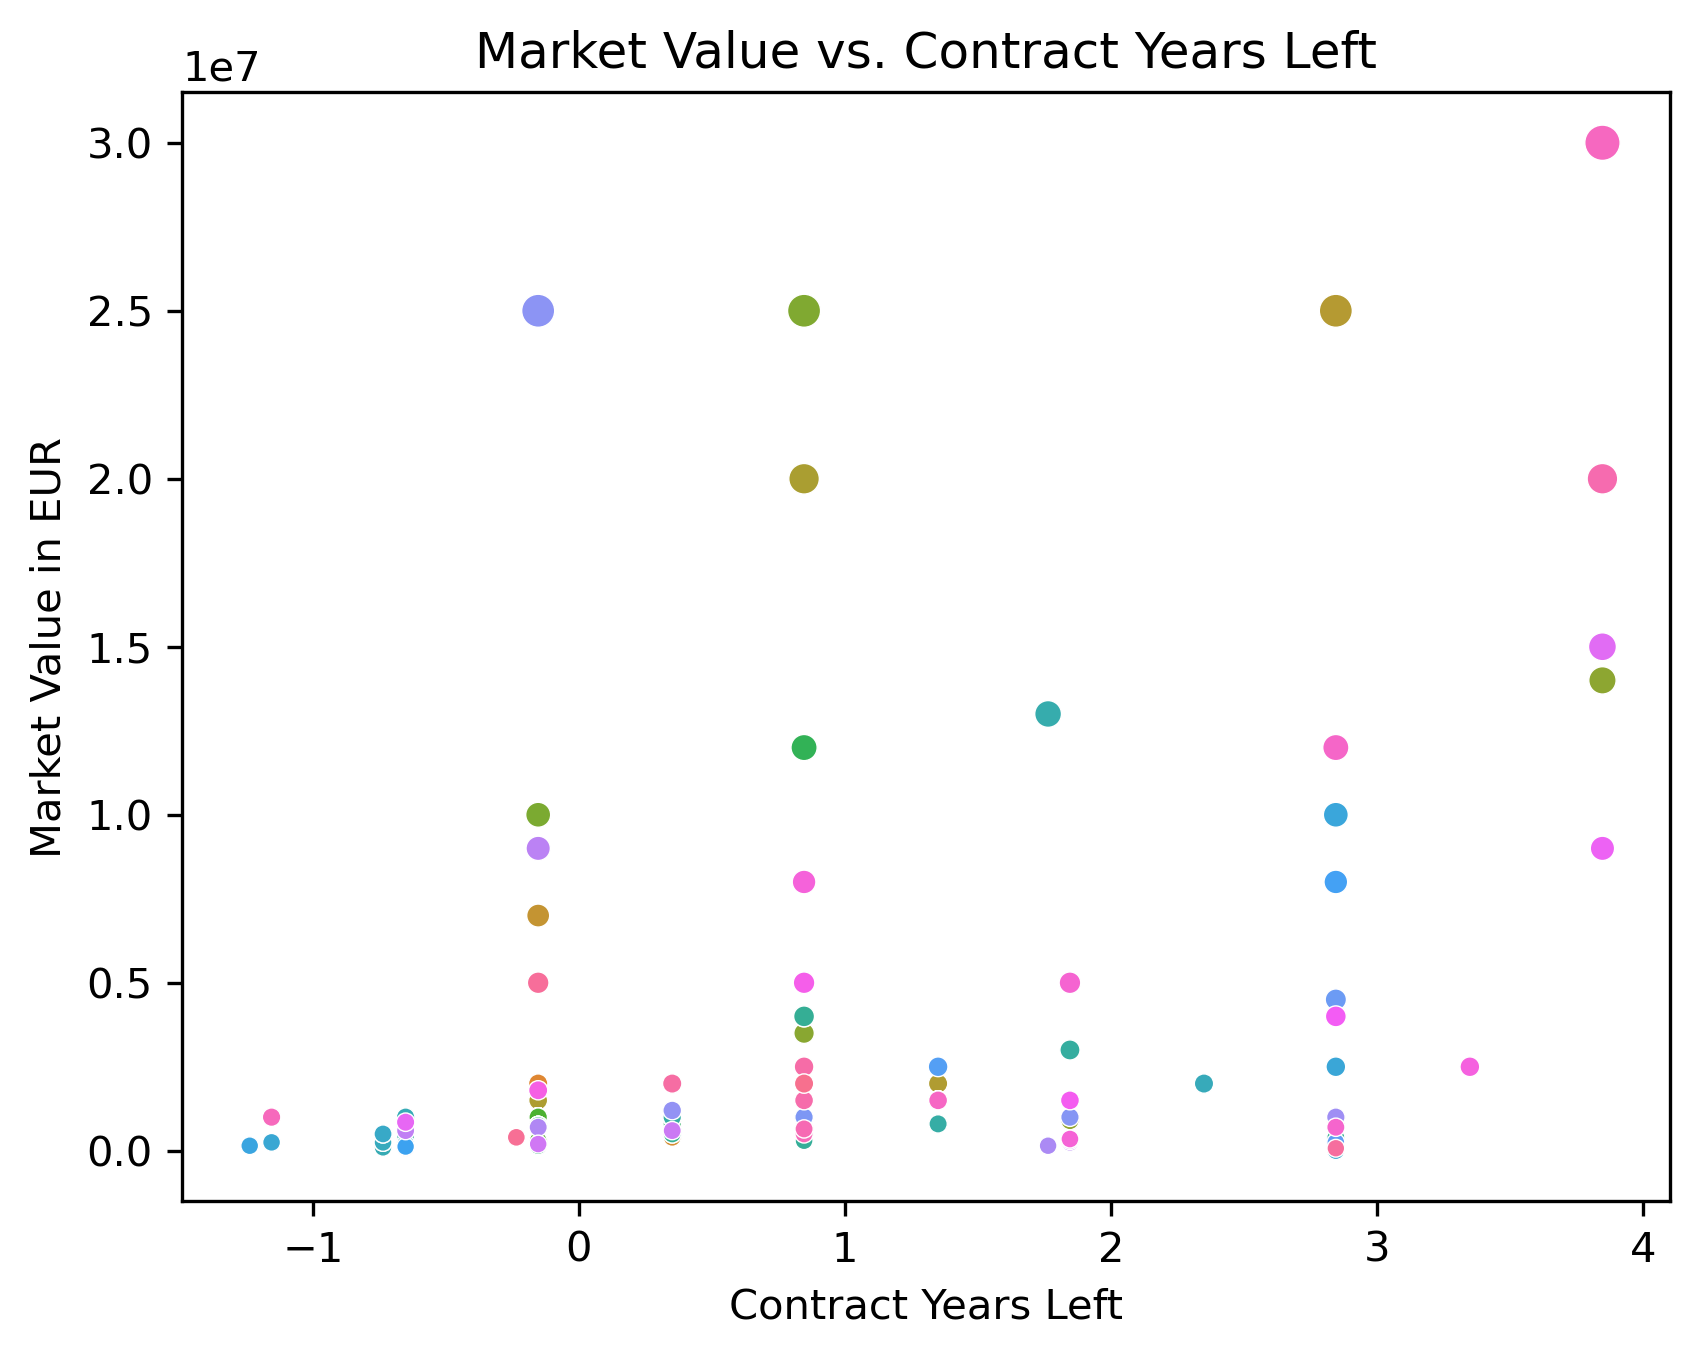 Market Value vs. Contract Years Left
1e7
3.0
2.5
2.0
1.5
1.0
0.5
0.0
Market Value in EUR
−1 0 1 2 3 4
Contract Years Left